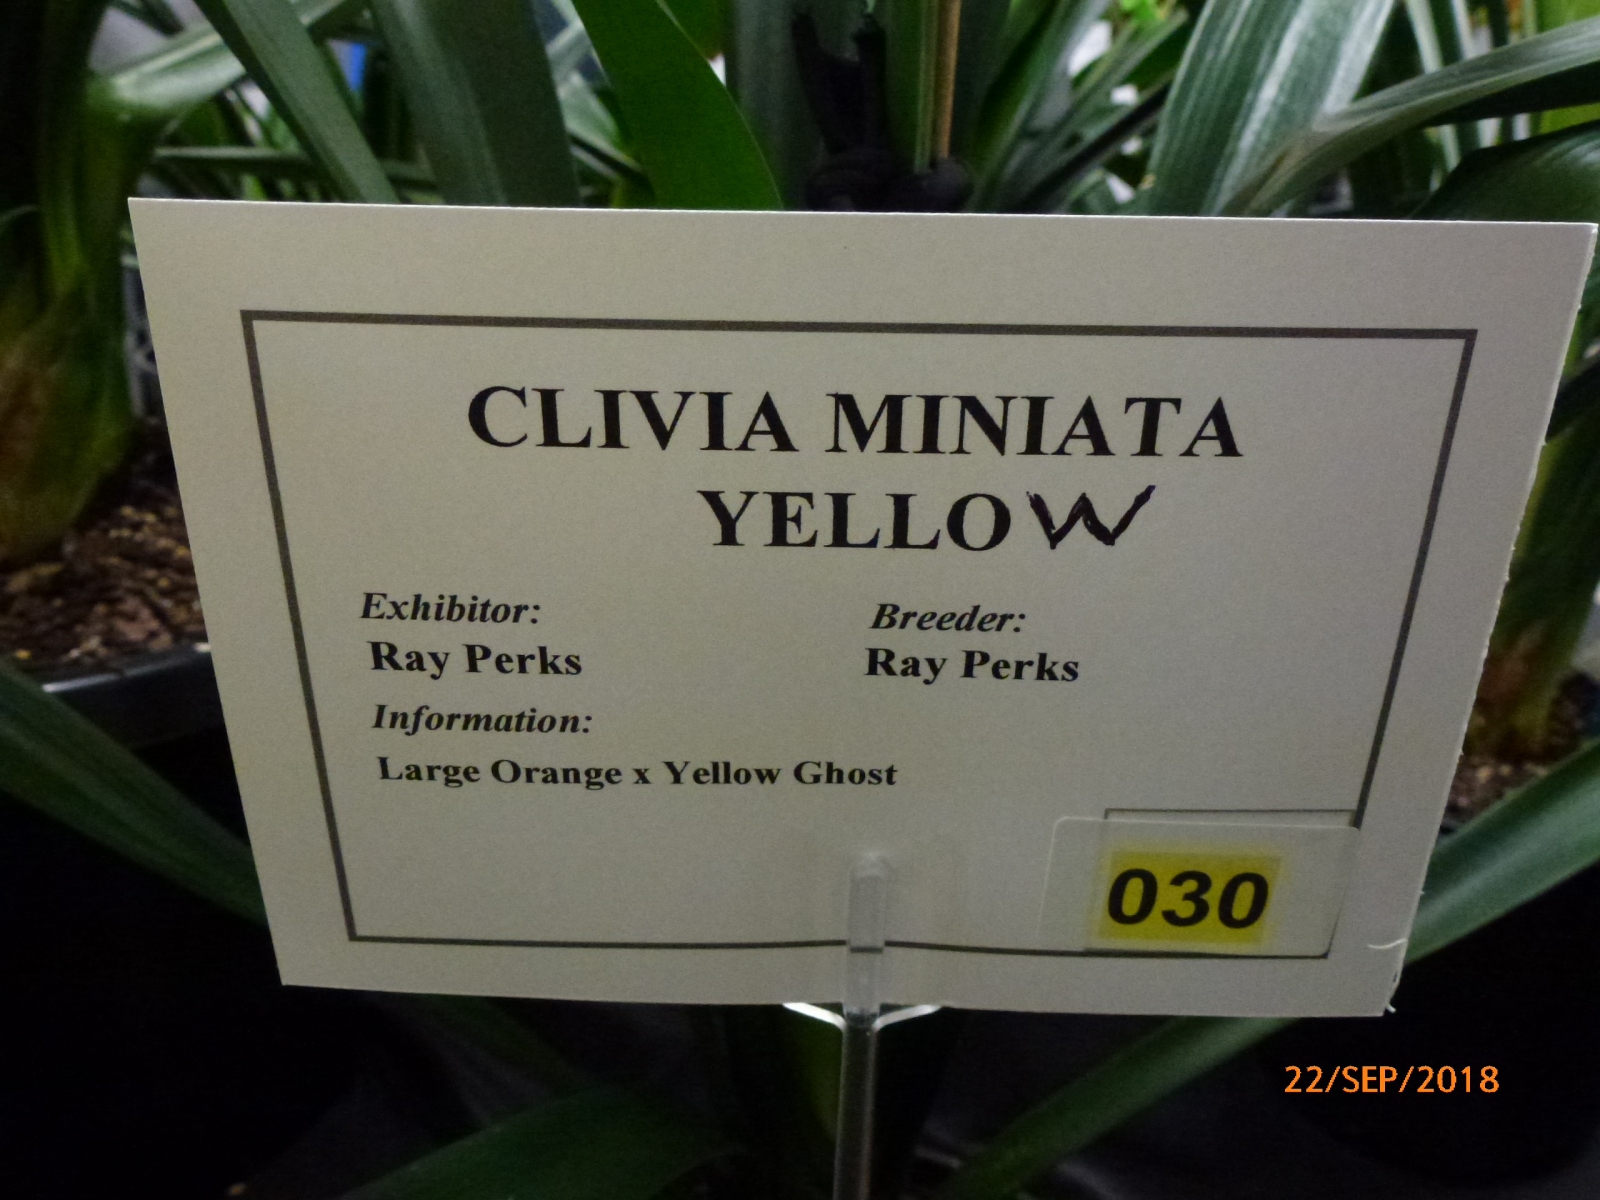 CLIVIA MINIATA
YELLOW
Exhibitor: Breeder:
Ray Perks Ray Perks
Information:
Large Orange x Yellow Ghost
030
22/SEP/2018